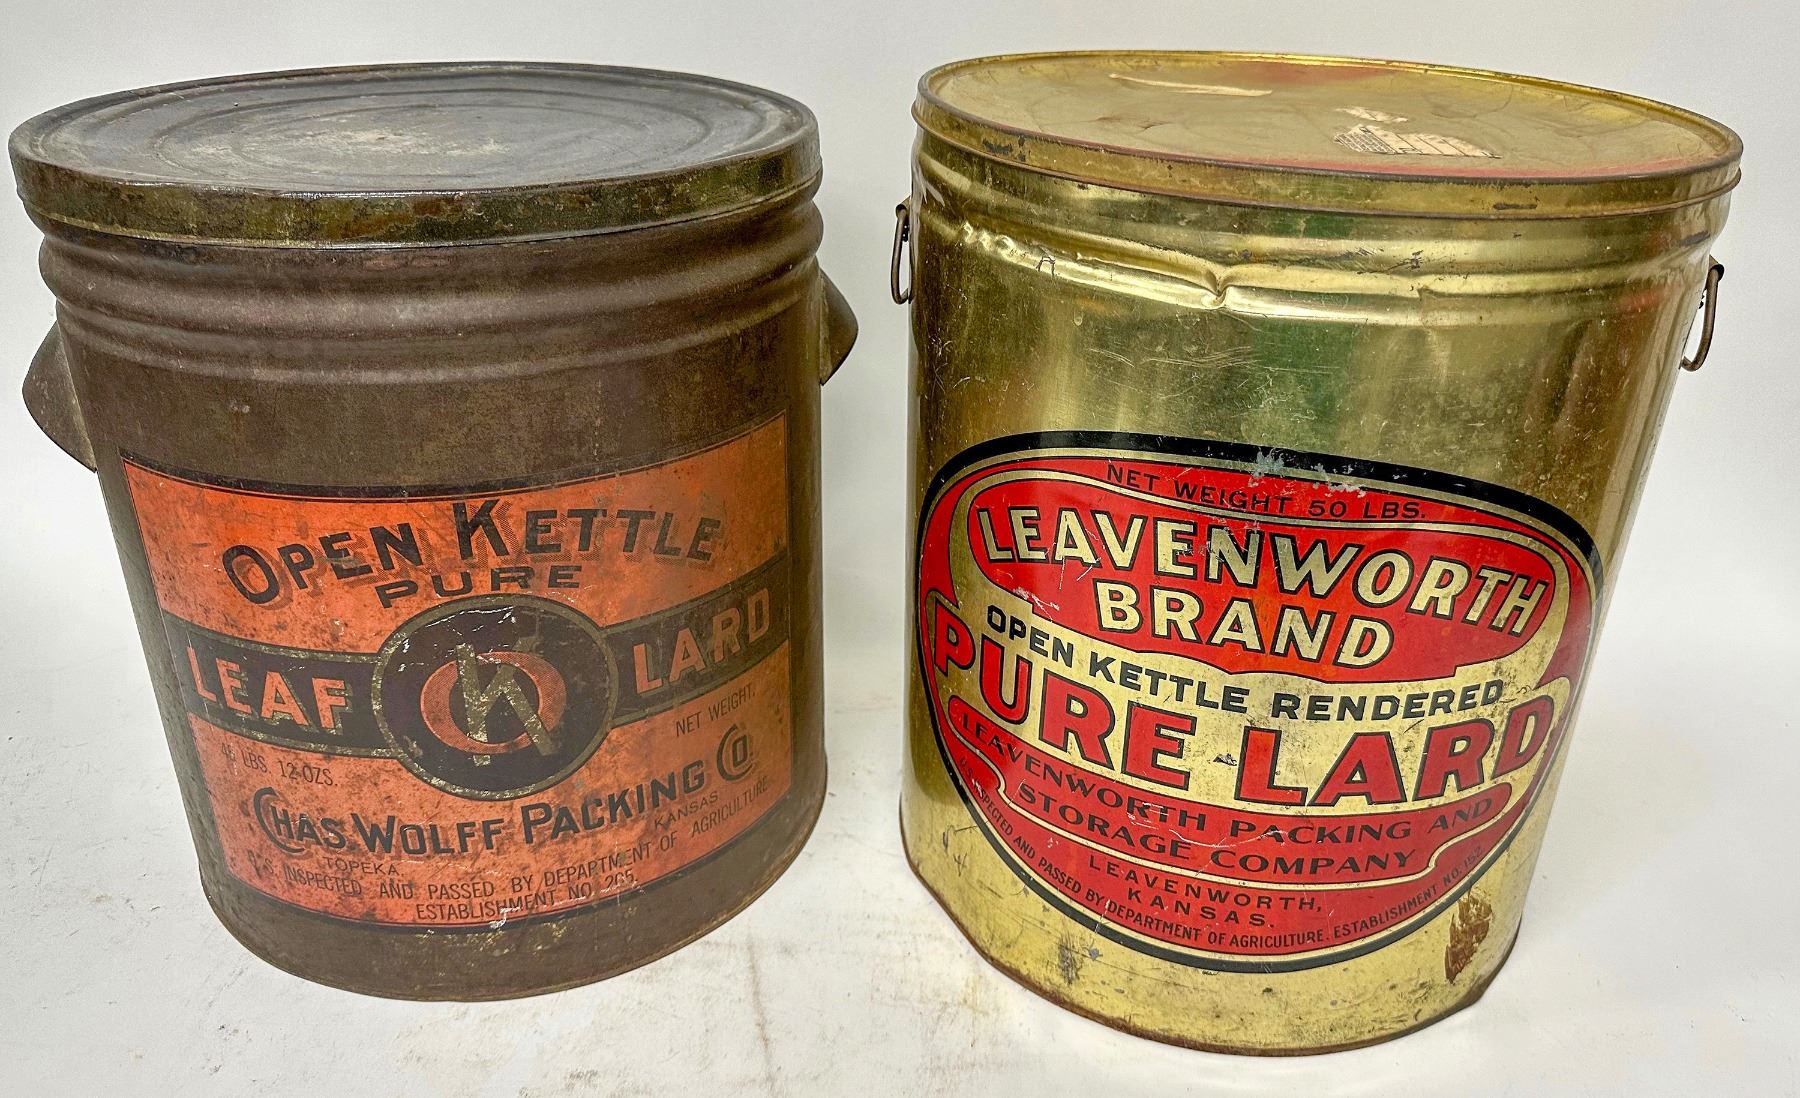 OPEN KETTLE
PURE
LEAF LARD
NET WEIGHT.
LBS. 12 OZS.
CHAS. WOLFF PACKING CO.
TOPEKA KANSAS
U.S. INSPECTED AND PASSED BY DEPARTMENT OF AGRICULTURE
ESTABLISHMENT NO. 265.
NET WEIGHT 50 LBS.
LEAVENWORTH
BRAND
OPEN KETTLE RENDERED
PURE LARD
LEAVENWORTH PACKING AND
STORAGE COMPANY
LEAVENWORTH,
KANSAS.
U.S. INSPECTED AND PASSED BY DEPARTMENT OF AGRICULTURE. ESTABLISHMENT NO. 152